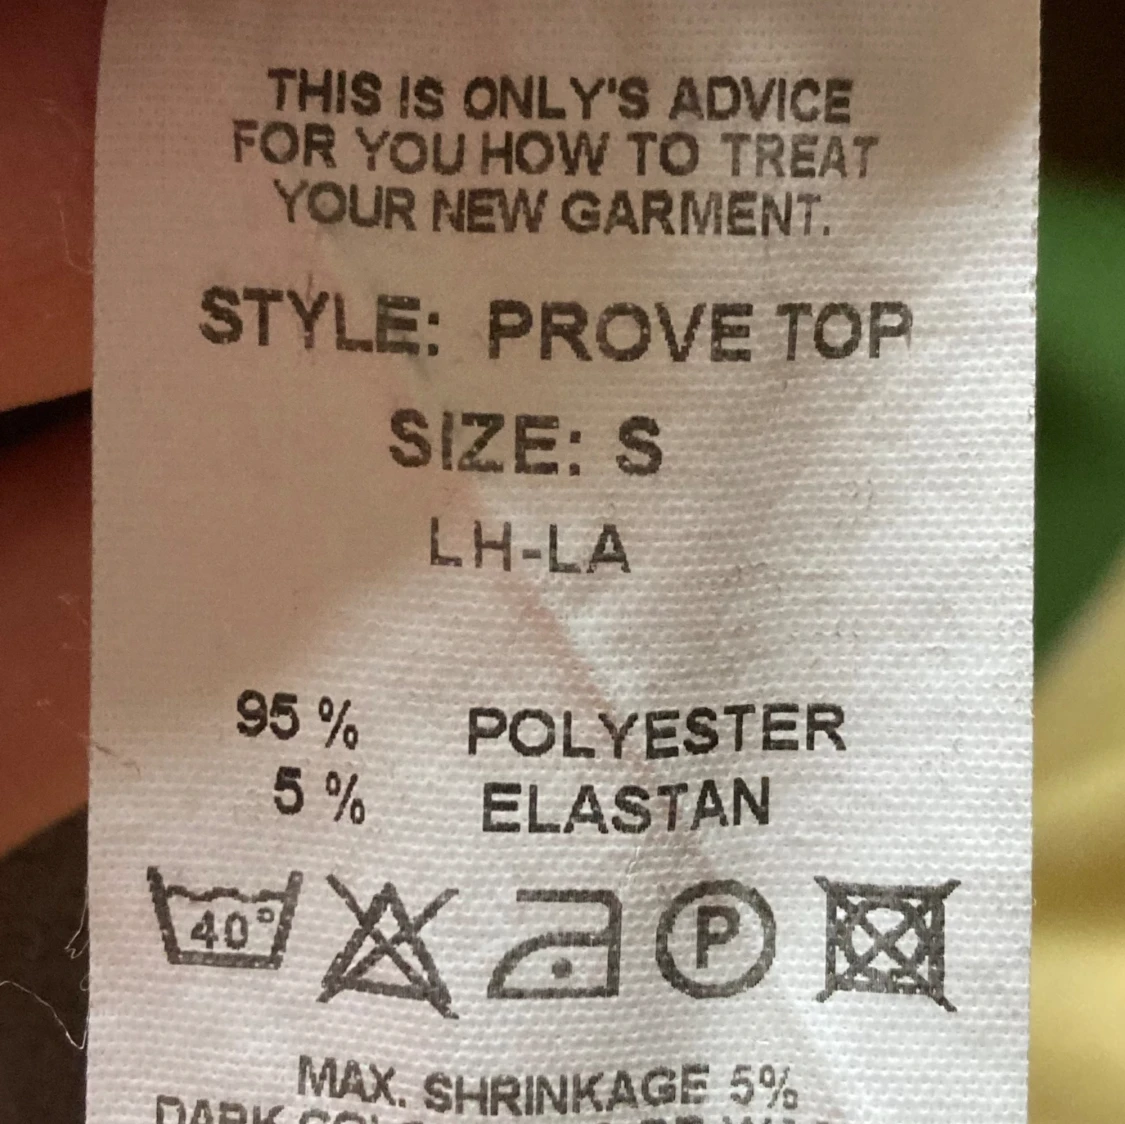 THIS IS ONLY'S ADVICE
FOR YOU HOW TO TREAT
YOUR NEW GARMENT.
STYLE: PROVE TOP
SIZE: S
LH-LA
95 % POLYESTER
5 % ELASTAN
40°
P
MAX. SHRINKAGE 5%
DARK